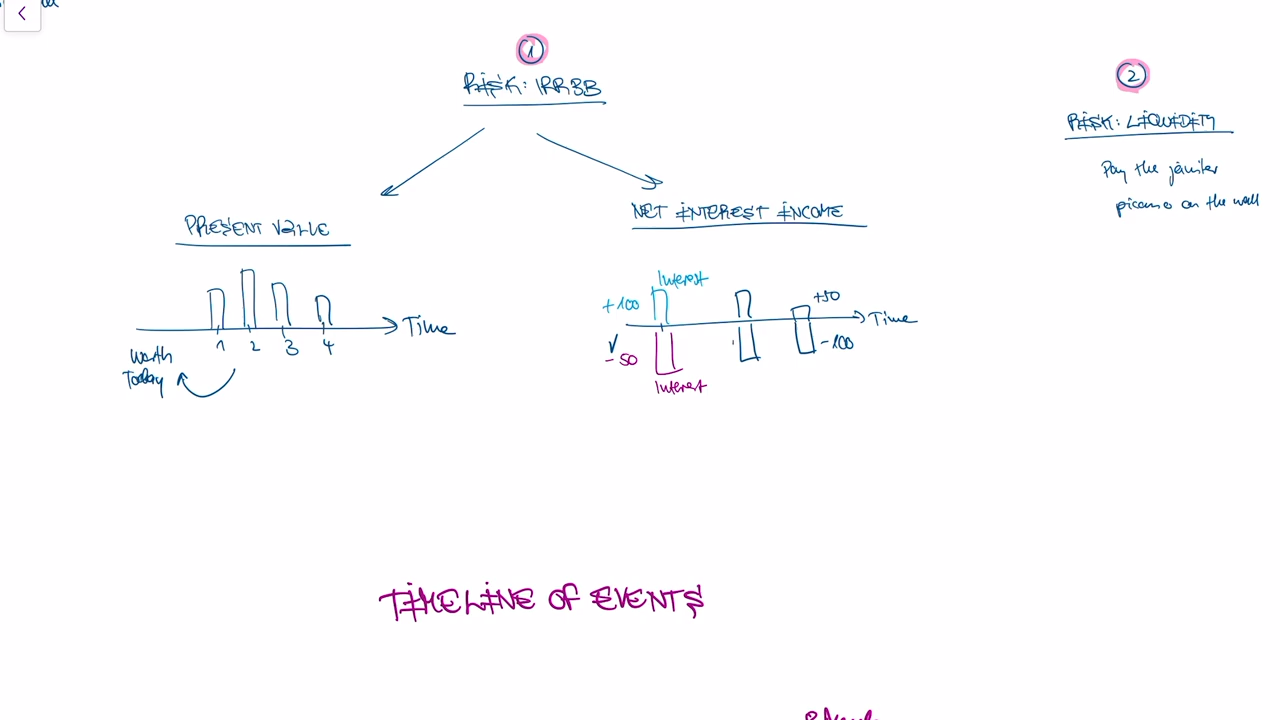 1
RISK: IRRBB
2
RISK: LIQUIDITY
Pay the janitor
picasso on the wall
PRESENT VALUE
NET INTEREST INCOME
Interest
+100
+50
Time
Time
1 2 3 4
-100
Worth
Today
- 50
Interest
TIMELINE OF EVENTS